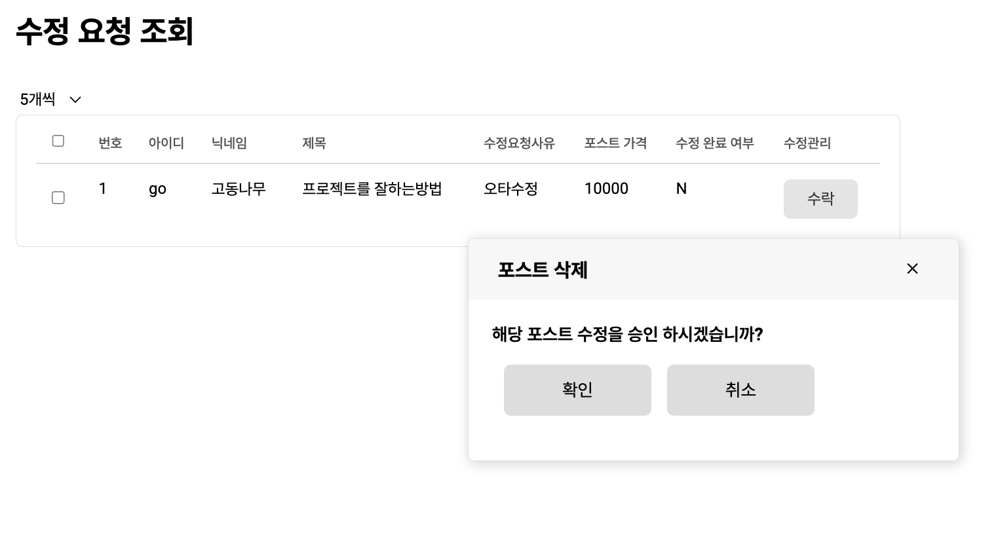 수정 요청 조회
5개씩
번호 아이디 닉네임 제목 수정요청사유 포스트 가격 수정 완료 여부 수정관리
1 go 고동나무 프로젝트를 잘하는방법 오타수정 10000 N 수락
포스트 삭제
해당 포스트 수정을 승인 하시겠습니까?
확인 취소